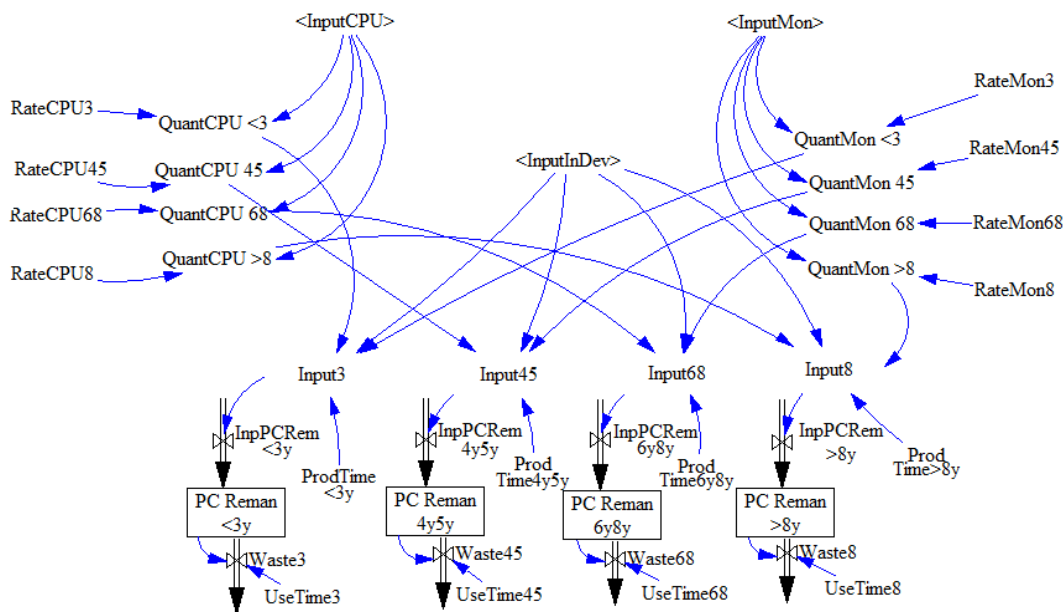 <InputCPU>
<InputMon>
RateCPU3
RateMon3
QuantCPU <3
QuantMon <3
RateMon45
<InputInDev>
RateCPU45
QuantCPU 45
QuantMon 45
RateCPU68
QuantCPU 68
QuantMon 68
RateMon68
QuantCPU >8
QuantMon >8
RateCPU8
RateMon8
Input3
Input45
Input68
Input8
InpPCRem
<3y
InpPCRem
4y5y
InpPCRem
6y8y
InpPCRem
>8y
ProdTime
<3y
Prod
Time4y5y
Prod
Time6y8y
Prod
Time>8y
PC Reman
<3y
PC Reman
4y5y
PC Reman
6y8y
PC Reman
>8y
Waste3
Waste45
Waste68
Waste8
UseTime3
UseTime45
UseTime68
UseTime8